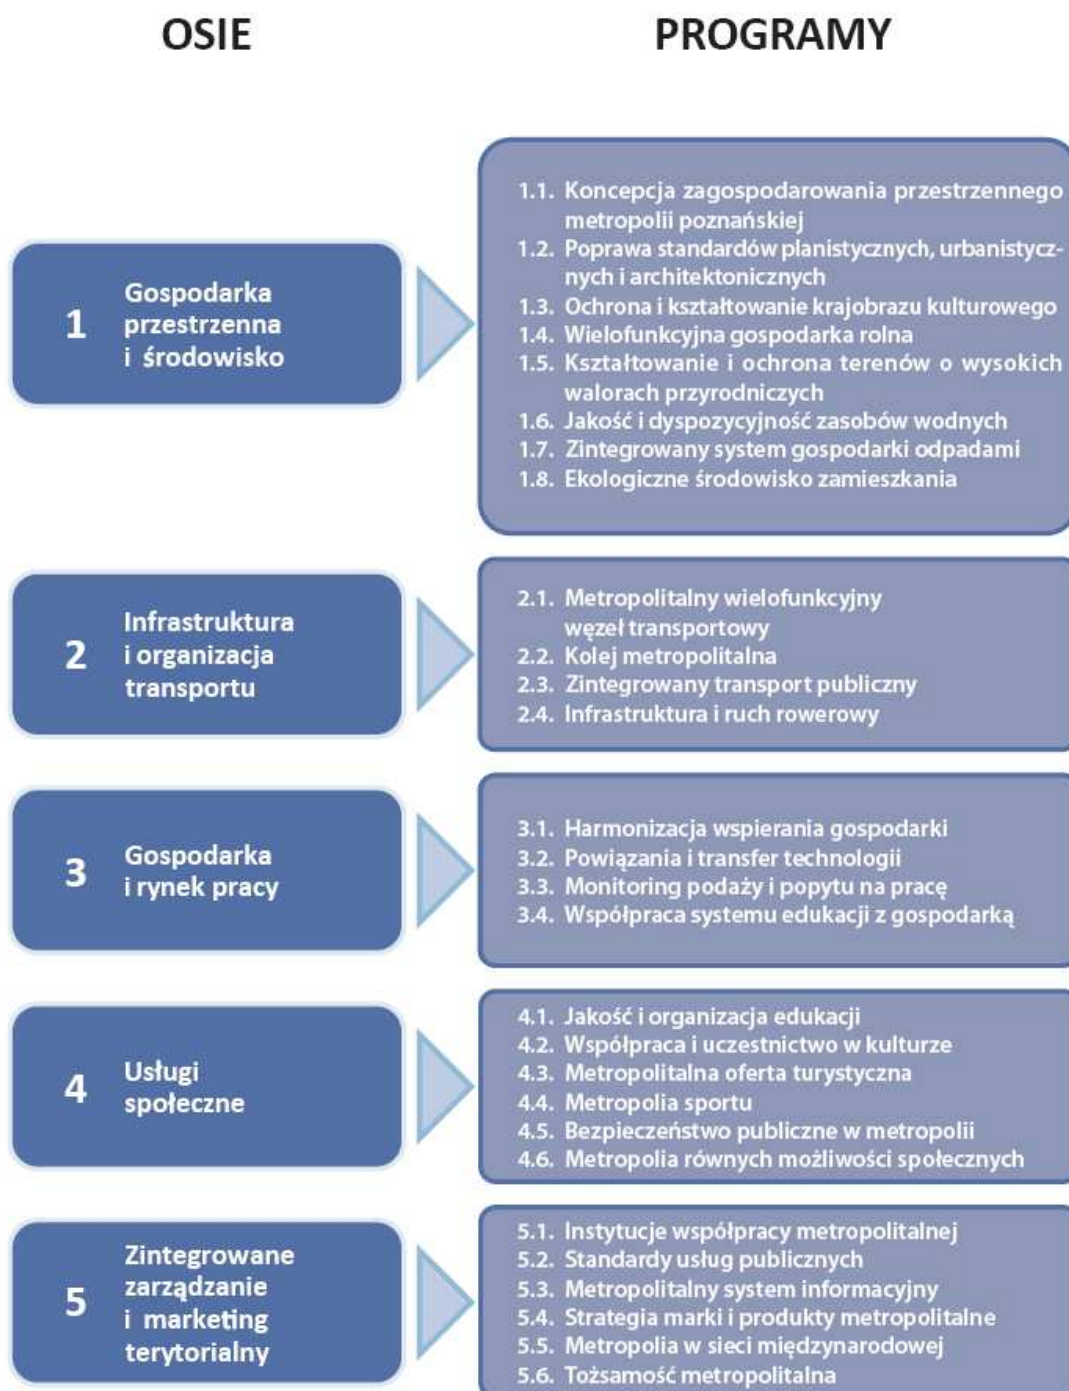 OSIE
PROGRAMY
1
Gospodarka
przestrzenna
i środowisko
1.1. Koncepcja zagospodarowania przestrzennego
metropolii poznańskiej
1.2. Poprawa standardów planistycznych, urbanistycz-
nych i architektonicznych
1.3. Ochrona i kształtowanie krajobrazu kulturowego
1.4. Wielofunkcyjna gospodarka rolna
1.5. Kształtowanie i ochrona terenów o wysokich
walorach przyrodniczych
1.6. Jakość i dyspozycyjność zasobów wodnych
1.7. Zintegrowany system gospodarki odpadami
1.8. Ekologiczne środowisko zamieszkania
2
Infrastruktura
i organizacja
transportu
2.1. Metropolitalny wielofunkcyjny
węzeł transportowy
2.2. Kolej metropolitalna
2.3. Zintegrowany transport publiczny
2.4. Infrastruktura i ruch rowerowy
3
Gospodarka
i rynek pracy
3.1. Harmonizacja wspierania gospodarki
3.2. Powiązania i transfer technologii
3.3. Monitoring podaży i popytu na pracę
3.4. Współpraca systemu edukacji z gospodarką
4
Usługi
społeczne
4.1. Jakość i organizacja edukacji
4.2. Współpraca i uczestnictwo w kulturze
4.3. Metropolitalna oferta turystyczna
4.4. Metropolia sportu
4.5. Bezpieczeństwo publiczne w metropolii
4.6. Metropolia równych możliwości społecznych
5
Zintegrowane
zarządzanie
i marketing
terytorialny
5.1. Instytucje współpracy metropolitalnej
5.2. Standardy usług publicznych
5.3. Metropolitalny system informacyjny
5.4. Strategia marki i produkty metropolitalne
5.5. Metropolia w sieci międzynarodowej
5.6. Tożsamość metropolitalna